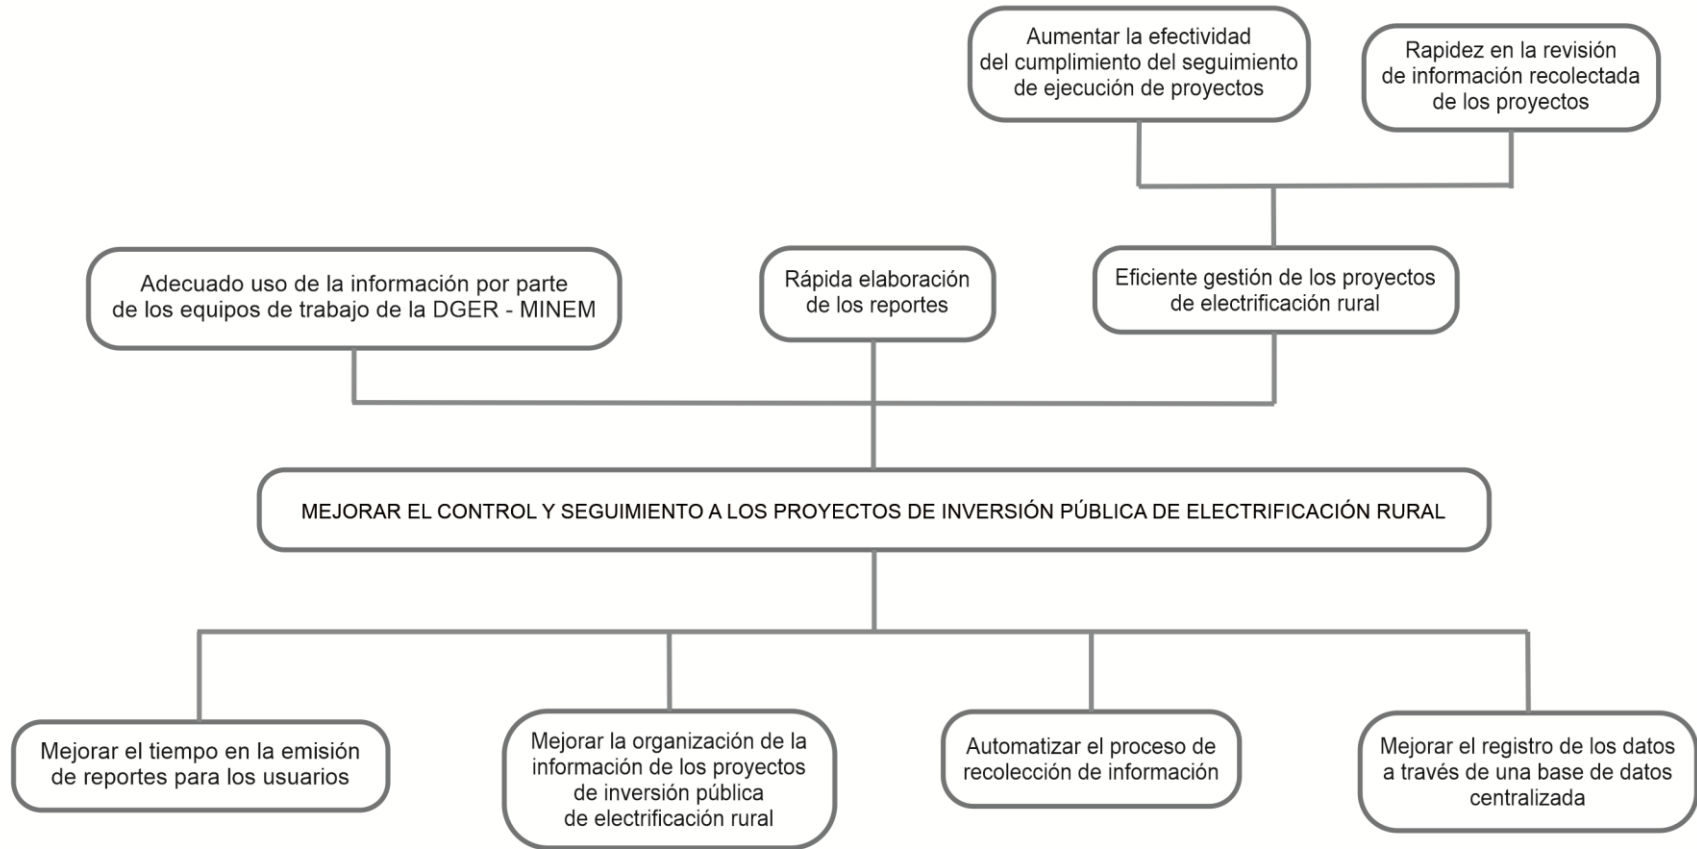 Aumentar la efectividad
del cumplimiento del seguimiento
de ejecución de proyectos
Rapidez en la revisión
de información recolectada
de los proyectos
Adecuado uso de la información por parte
de los equipos de trabajo de la DGER - MINEM
Rápida elaboración
de los reportes
Eficiente gestión de los proyectos
de electrificación rural
MEJORAR EL CONTROL Y SEGUIMIENTO A LOS PROYECTOS DE INVERSIÓN PÚBLICA DE ELECTRIFICACIÓN RURAL
Mejorar el tiempo en la emisión
de reportes para los usuarios
Mejorar la organización de la
información de los proyectos
de inversión pública
de electrificación rural
Automatizar el proceso de
recolección de información
Mejorar el registro de los datos
a través de una base de datos
centralizada